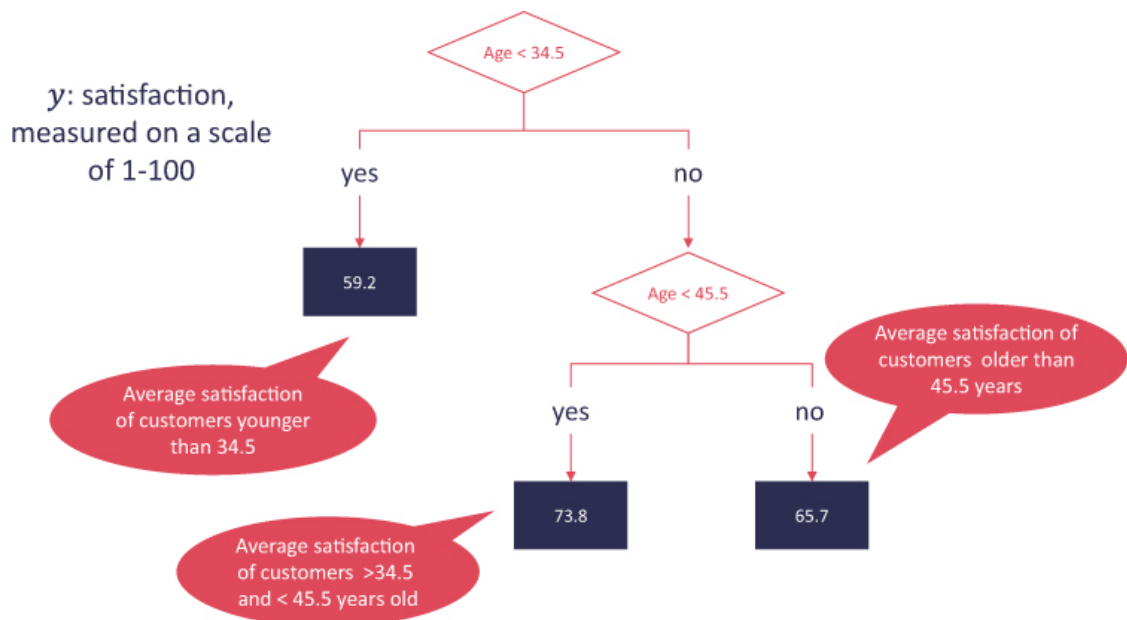 Age < 34.5
y: satisfaction,
measured on a scale
of 1-100
yes
no
59.2
Age < 45.5
Average satisfaction of
customers older than
45.5 years
Average satisfaction
of customers younger
than 34.5
yes
no
73.8
65.7
Average satisfaction
of customers >34.5
and < 45.5 years old